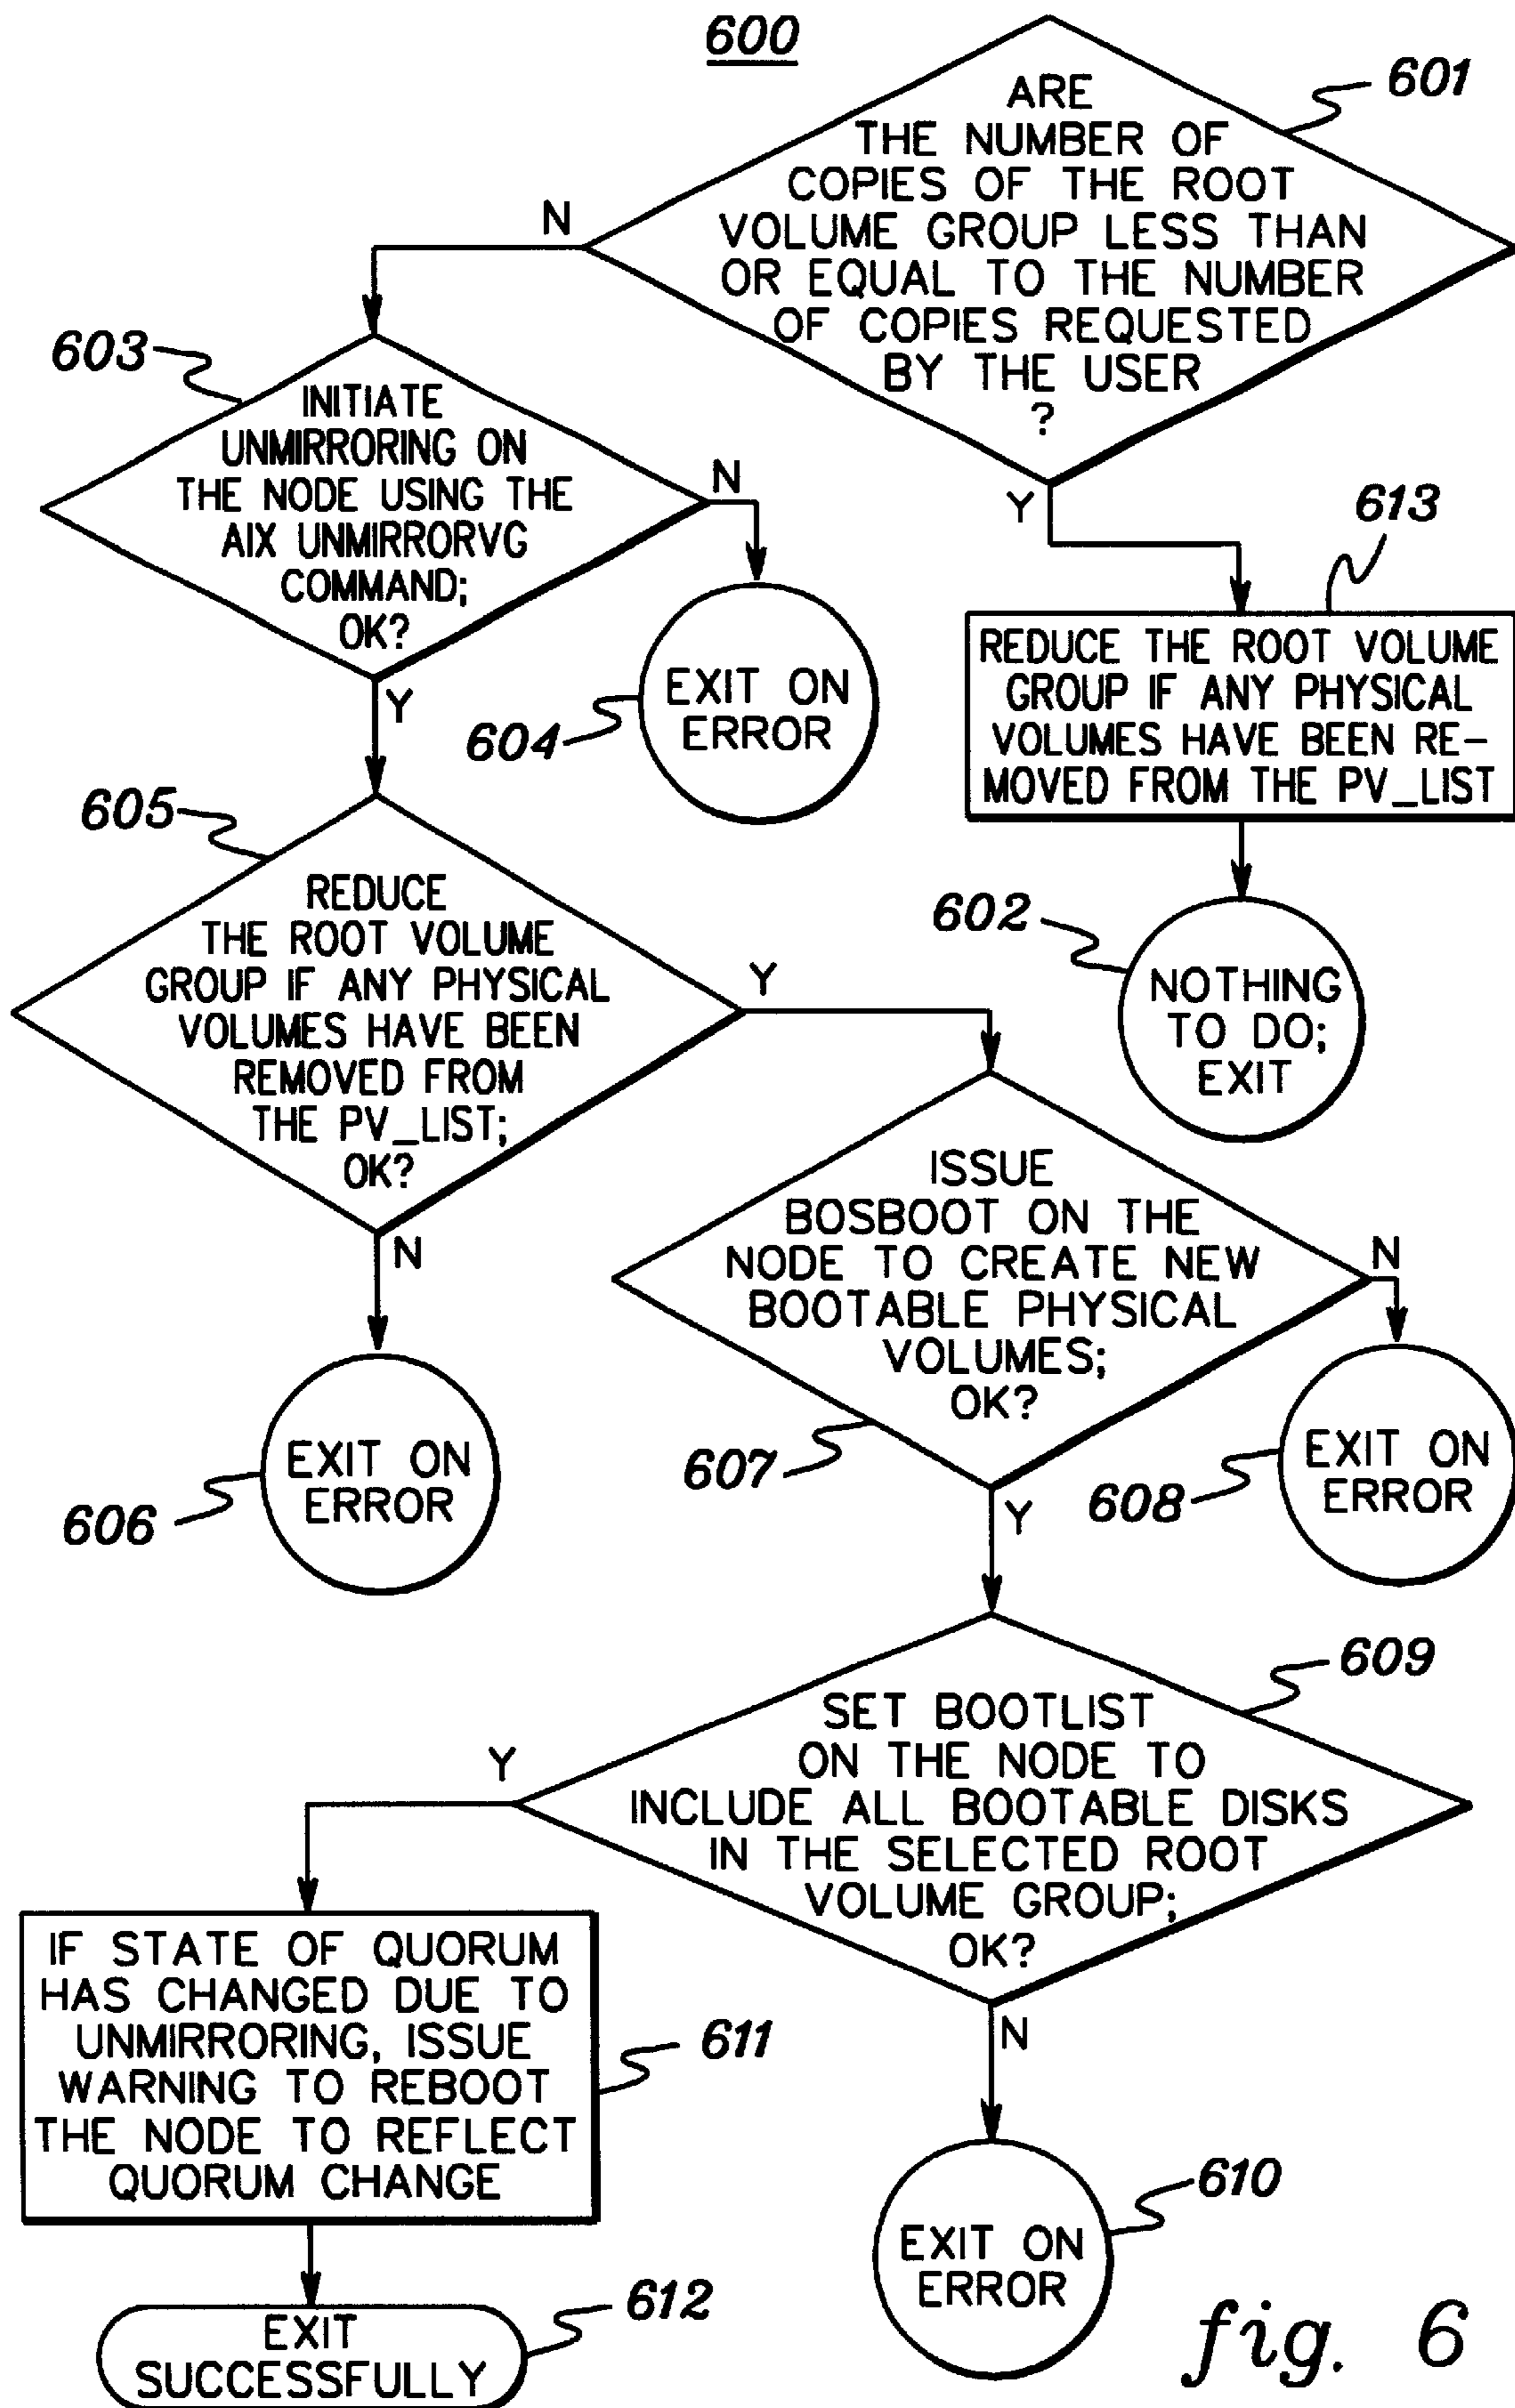 600
601
ARE
THE NUMBER OF
COPIES OF THE ROOT
VOLUME GROUP LESS THAN
OR EQUAL TO THE NUMBER
OF COPIES REQUESTED
BY THE USER
?
N
Y
603
INITIATE
UNMIRRORING ON
THE NODE USING THE
AIX UNMIRRORVG
COMMAND;
OK?
N
Y
604
EXIT ON
ERROR
613
REDUCE THE ROOT VOLUME
GROUP IF ANY PHYSICAL
VOLUMES HAVE BEEN RE-
MOVED FROM THE PV_LIST
602
NOTHING
TO DO;
EXIT
605
REDUCE
THE ROOT VOLUME
GROUP IF ANY PHYSICAL
VOLUMES HAVE BEEN
REMOVED FROM
THE PV_LIST;
OK?
Y
N
606
EXIT ON
ERROR
ISSUE
BOSBOOT ON THE
NODE TO CREATE NEW
BOOTABLE PHYSICAL
VOLUMES;
OK?
607
N
Y
608
EXIT ON
ERROR
609
SET BOOTLIST
ON THE NODE TO
INCLUDE ALL BOOTABLE DISKS
IN THE SELECTED ROOT
VOLUME GROUP;
OK?
Y
N
610
EXIT ON
ERROR
IF STATE OF QUORUM
HAS CHANGED DUE TO
UNMIRRORING, ISSUE
WARNING TO REBOOT
THE NODE TO REFLECT
QUORUM CHANGE
611
EXIT
SUCCESSFULLY
612
fig. 6